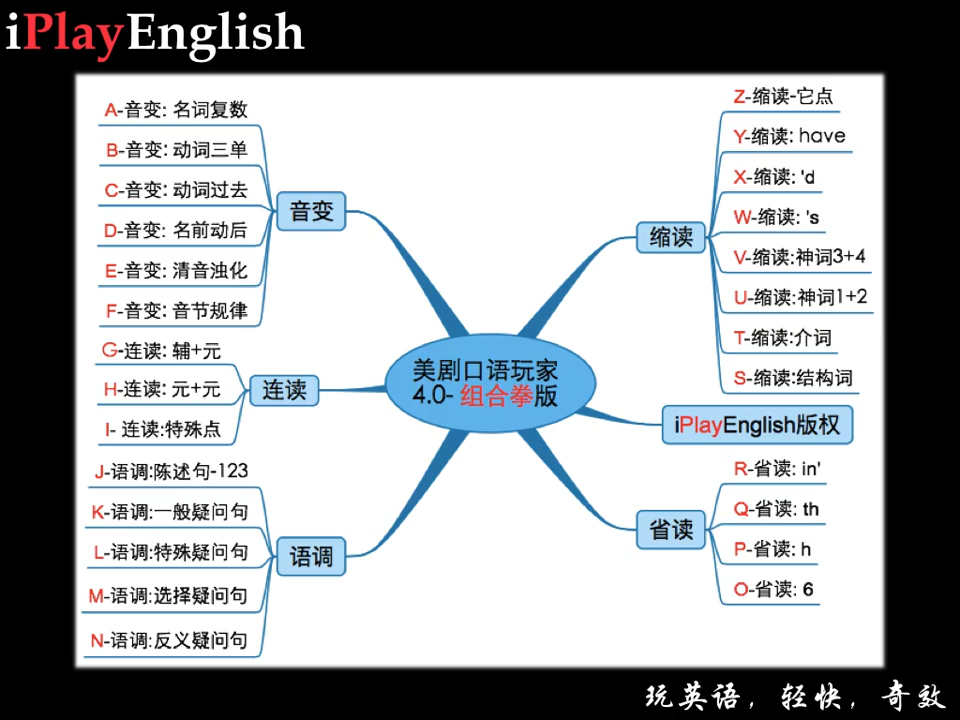 iPlayEnglish
A-音变: 名词复数
B-音变: 动词三单
C-音变: 动词过去
D-音变: 名前动后
E-音变: 清音浊化
F-音变: 音节规律
音变
G-连读: 辅+元
H-连读: 元+元
I- 连读:特殊点
连读
J-语调:陈述句-123
K-语调:一般疑问句
L-语调:特殊疑问句
M-语调:选择疑问句
N-语调:反义疑问句
语调
美剧口语玩家
4.0- 组合拳版
Z-缩读-它点
Y-缩读: have
X-缩读: 'd
W-缩读: 's
V-缩读:神词3+4
U-缩读:神词1+2
T-缩读:介词
S-缩读:结构词
缩读
iPlayEnglish版权
R-省读: in'
Q-省读: th
P-省读: h
O-省读: 6
省读
玩英语，轻快，奇效